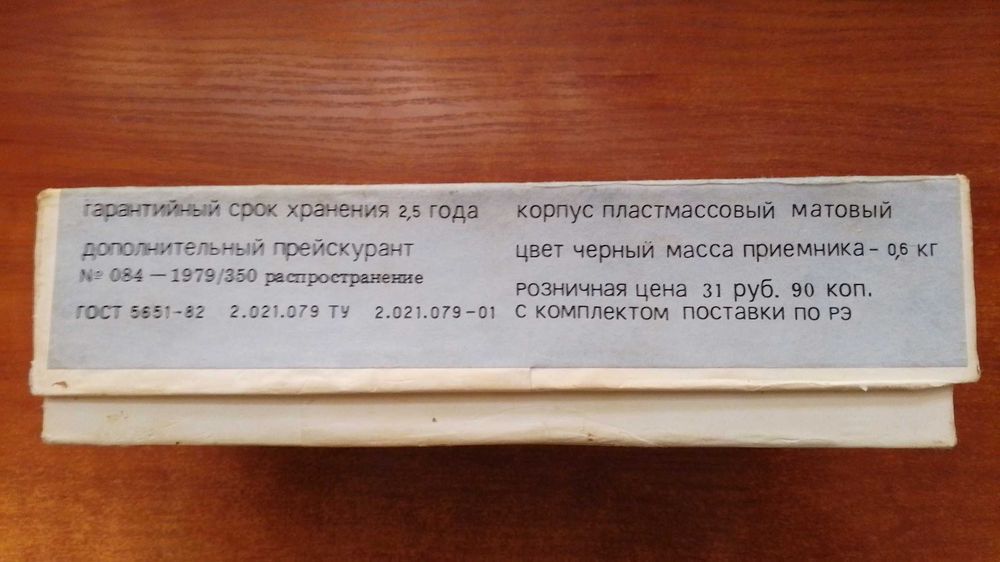 гарантийный срок хранения 2,5 года
дополнительный прейскурант
№ 084 — 1979/350 распространение
ГОСТ 5651-82 2.021.079 ТУ 2.021.079-01
корпус пластмассовый матовый
цвет черный масса приемника - 0,6 кг
розничная цена 31 руб. 90 коп.
с комплектом поставки по РЭ